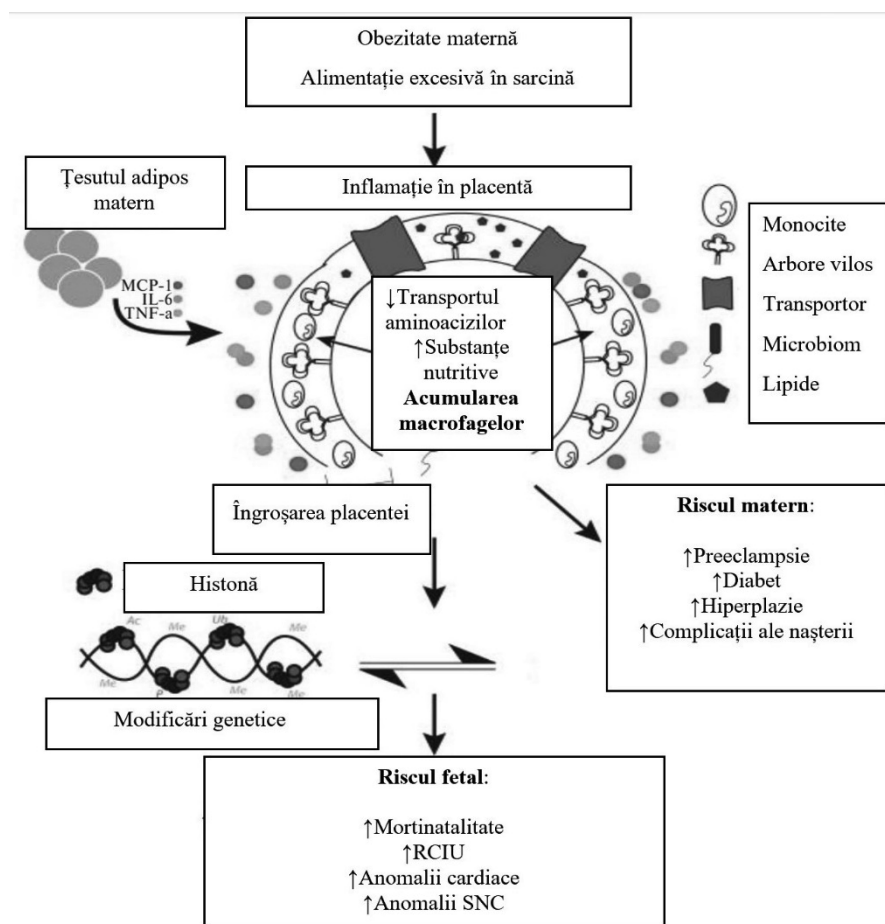 Obezitate maternă
Alimentație excesivă în sarcină
Țesutul adipos
matern
Inflamație în placentă
MCP-1
IL-6
TNF-a
↓Transportul
aminoacizilor
↑Substanțe
nutritive
Acumularea
macrofagelor
Monocite
Arbore vilos
Transportor
Microbiom
Lipide
Îngroșarea placentei
Riscul matern:
↑Preeclampsie
↑Diabet
↑Hiperplazie
↑Complicații ale nașterii
Histonă
Ac
Me
Ub
Me
Me
P
Me
Me
Modificări genetice
Riscul fetal:
↑Mortinatalitate
↑RCIU
↑Anomalii cardiace
↑Anomalii SNC